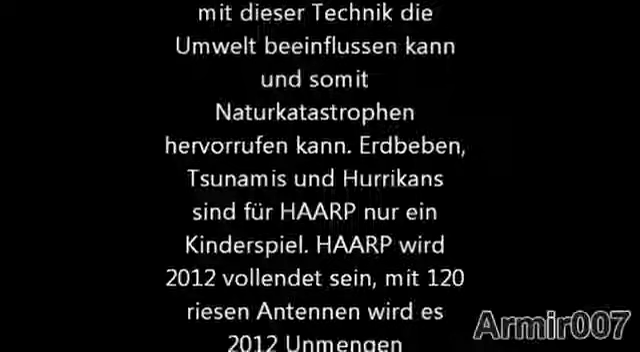 mit dieser Technik die
Umwelt beeinflussen kann
und somit
Naturkatastrophen
hervorrufen kann. Erdbeben,
Tsunamis und Hurrikans
sind für HAARP nur ein
Kinderspiel. HAARP wird
2012 vollendet sein, mit 120
riesen Antennen wird es
2012 Unmengen
Armir007